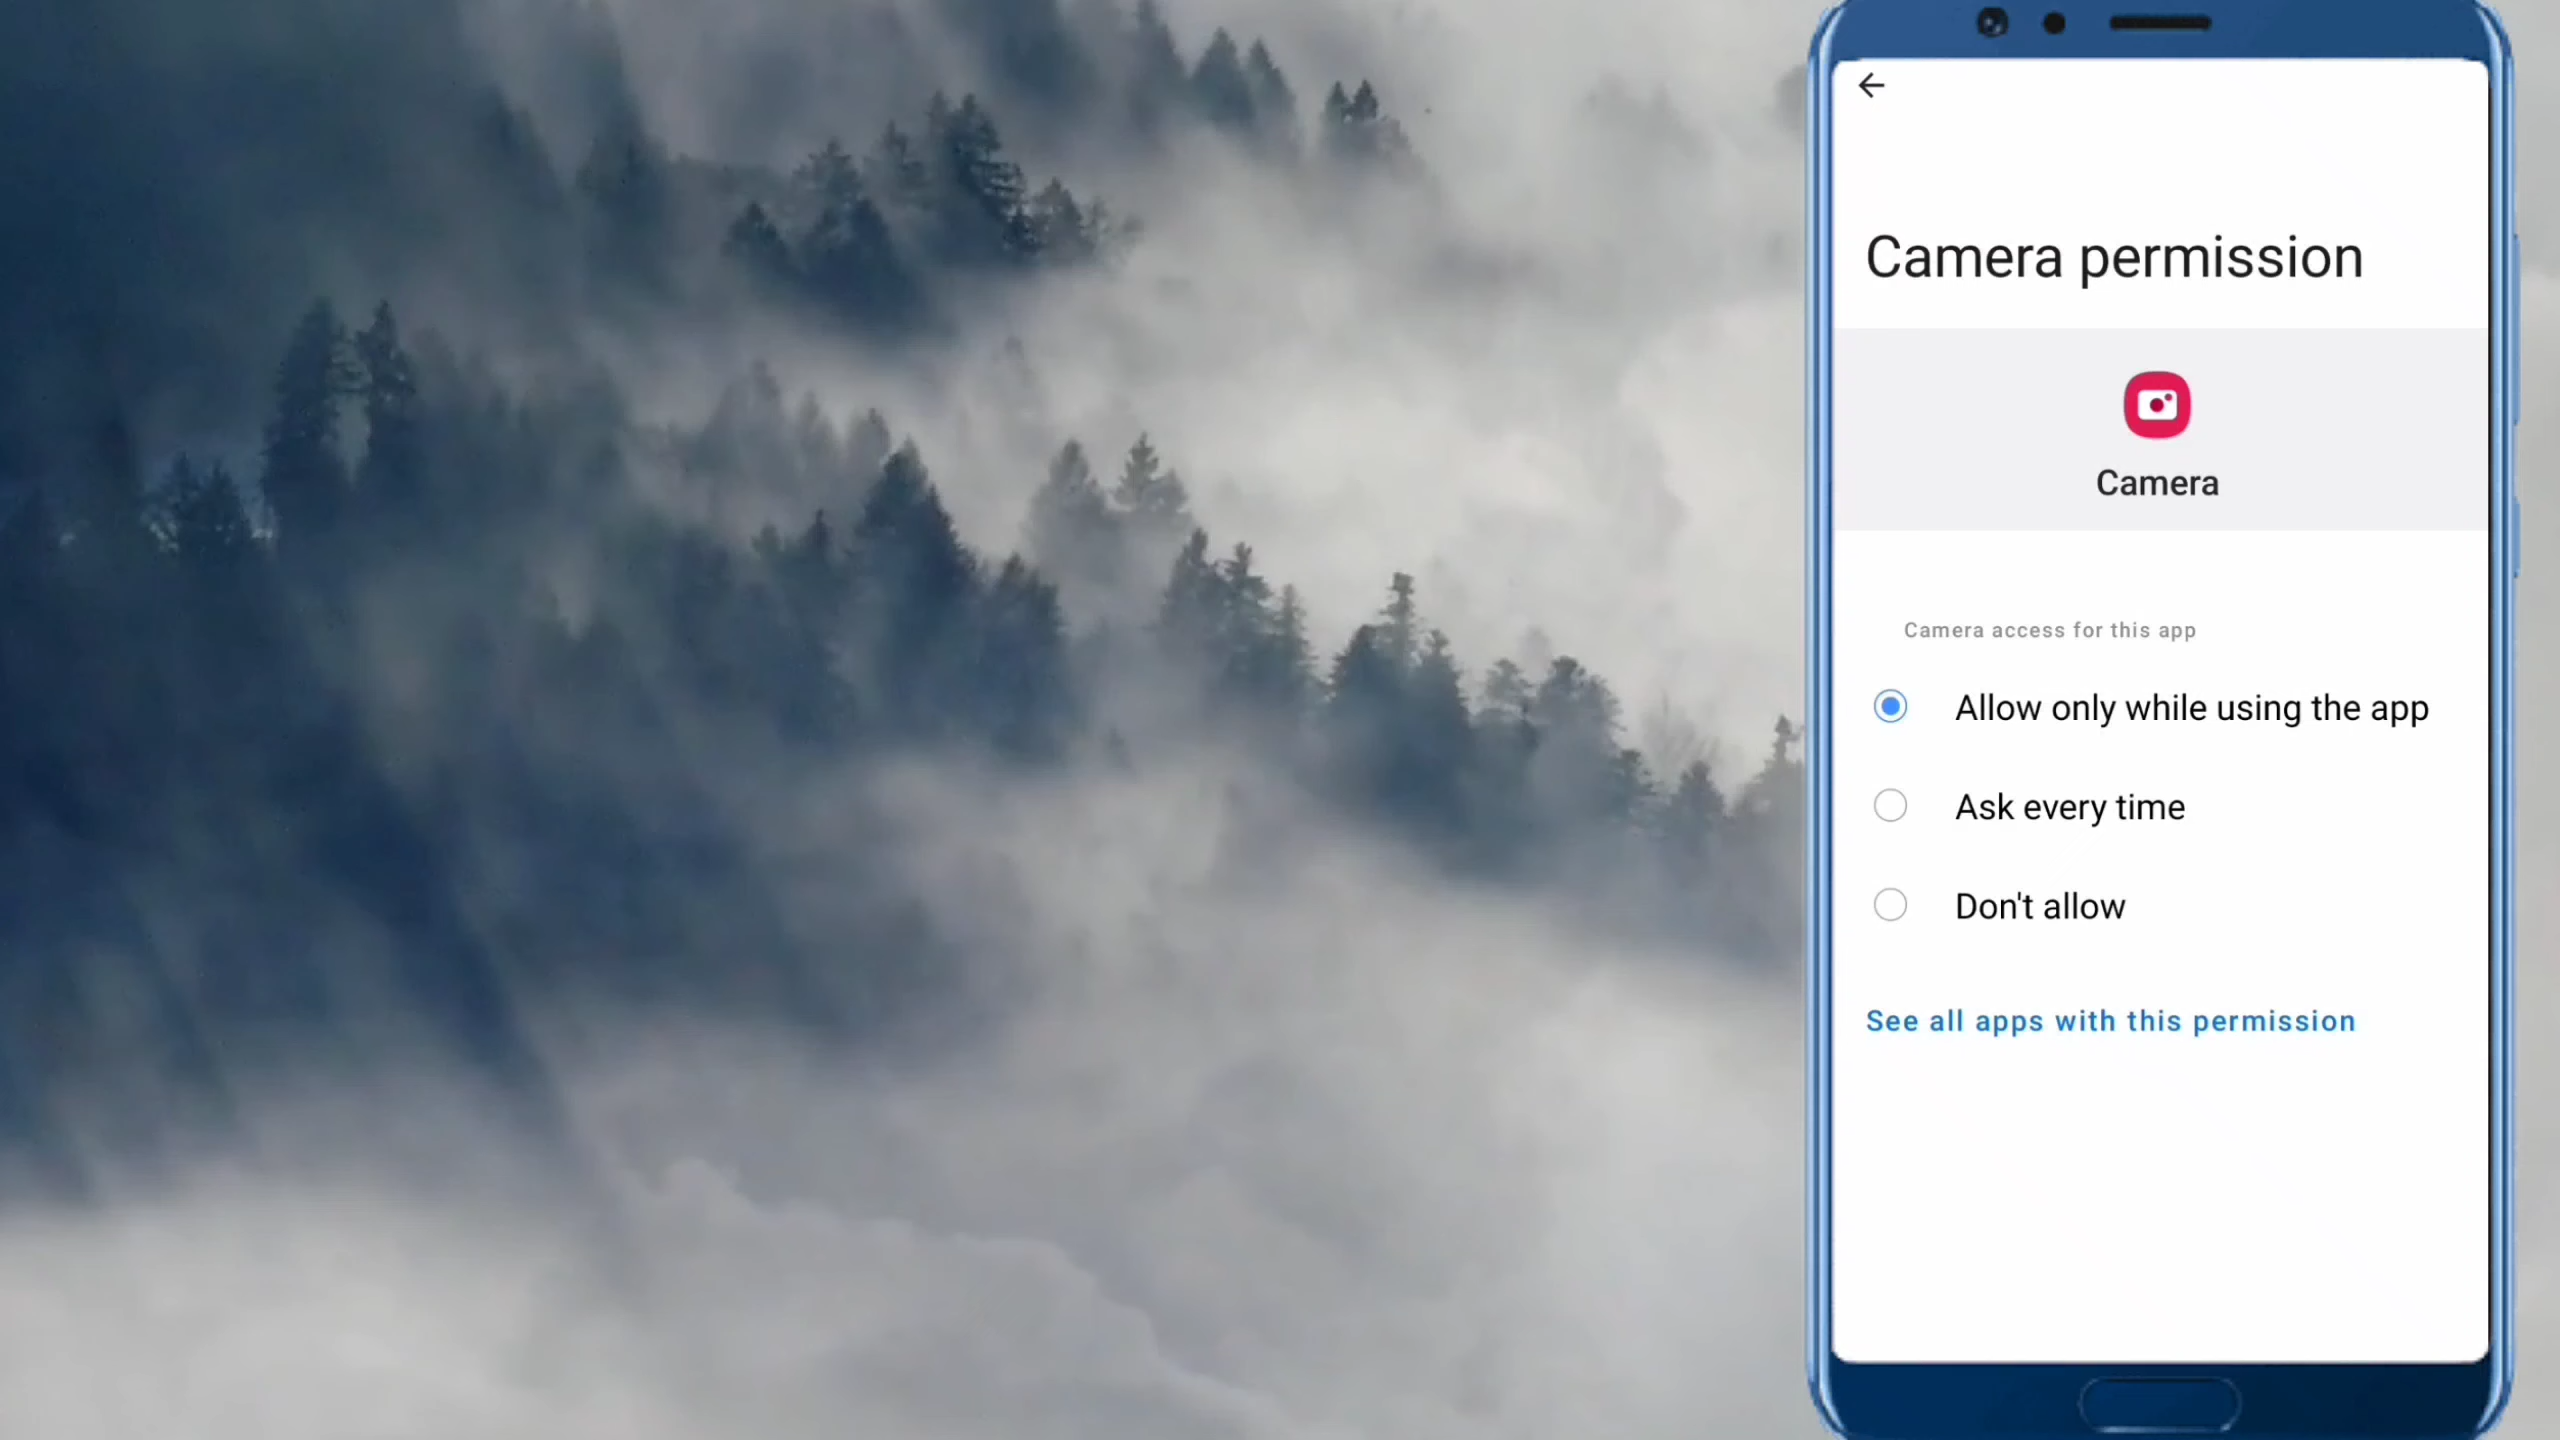 Camera permission
Camera
Camera access for this app
Allow only while using the app
Ask every time
Don't allow
See all apps with this permission